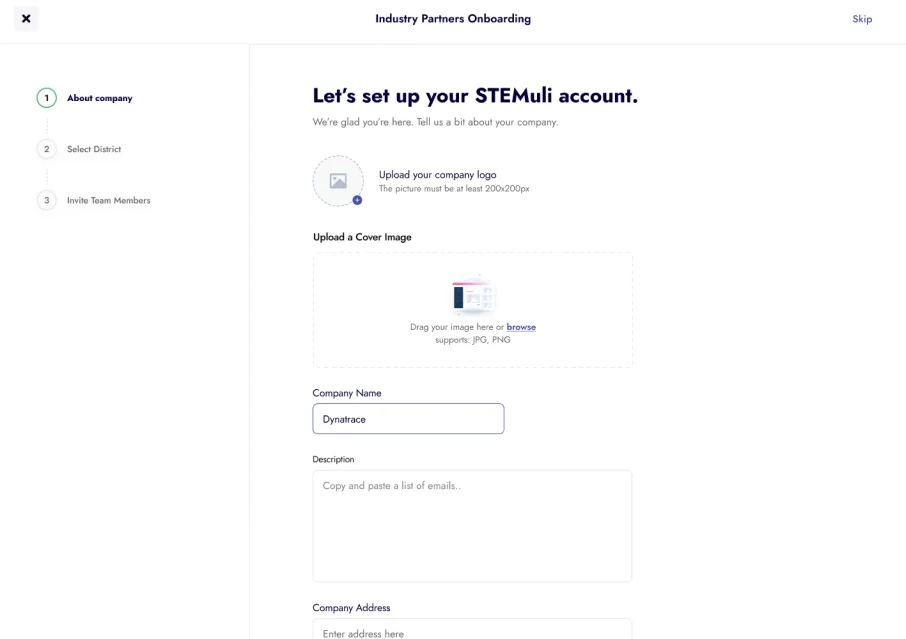 Industry Partners Onboarding
Skip
1 About company
2 Select District
3 Invite Team Members
Let's set up your STEMuli account.
We're glad you're here. Tell us a bit about your company.
Upload your company logo
The picture must be at least 200x200px
Upload a Cover Image
Drag your image here or browse
supports: JPG, PNG
Company Name
Dynatrace
Description
Copy and paste a list of emails..
Company Address
Enter address here